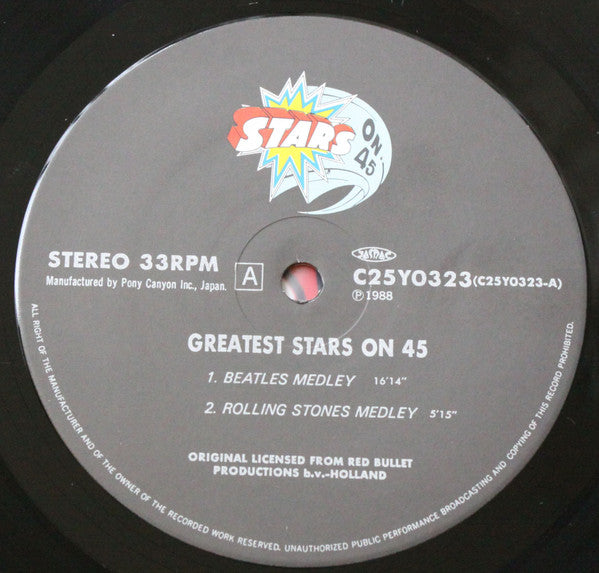 STARS
ON
45
STEREO 33RPM
Manufactured by Pony Canyon Inc., Japan.
A
JASRAC
C25Y0323(C25Y0323-A)
Ⓟ1988
GREATEST STARS ON 45
1. BEATLES MEDLEY 16'14"
2. ROLLING STONES MEDLEY 5'15"
ORIGINAL LICENSED FROM RED BULLET
PRODUCTIONS b.v.-HOLLAND
ALL RIGHT OF THE MANUFACTURER AND OF THE OWNER OF THE RECORDED WORK RESERVED. UNAUTHORIZED PUBLIC PERFORMANCE BROADCASTING AND COPYING OF THIS RECORD PROHIBITED.